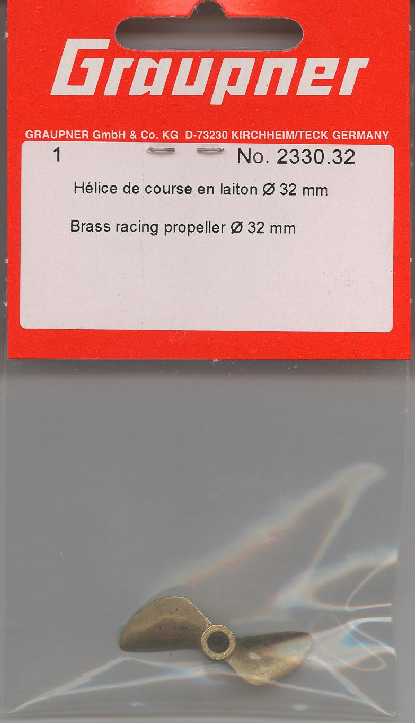 Graupner
GRAUPNER GmbH & Co. KG D-73230 KIRCHHEIM/TECK GERMANY
1 No. 2330.32
Hélice de course en laiton Ø 32 mm
Brass racing propeller Ø 32 mm